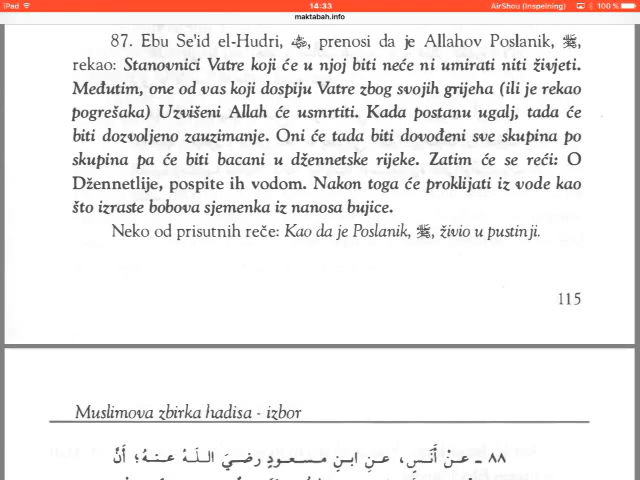 iPad
14:33
AirShou (Inspelning)
100 %
maktabah.info
87. Ebu Se'id el-Hudri, ﷺ, prenosi da je Allahov Poslanik, ﷺ,
rekao: Stanovnici Vatre koji će u njoj biti neće ni umirati niti živjeti.
Međutim, one od vas koji dospiju Vatre zbog svojih grijeha (ili je rekao
pogrešaka) Uzvišeni Allah će usmrtiti. Kada postanu ugalj, tada će
biti dozvoljeno zauzimanje. Oni će tada biti dovođeni sve skupina po
skupina pa će biti bacani u džennetske rijeke. Zatim će se reći: O
Džennetlije, pospite ih vodom. Nakon toga će proklijati iz vode kao
što izraste bobova sjemenka iz nanosa bujice.
Neko od prisutnih reče: Kao da je Poslanik, ﷺ, živio u pustinji.
115
Muslimova zbirka hadisa - izbor
٨٨ ـ عَنْ أَنَسٍ، عَنِ ابنِ مَسعودٍ رضيَ اللَّهُ عنهُ؛ أنَّ